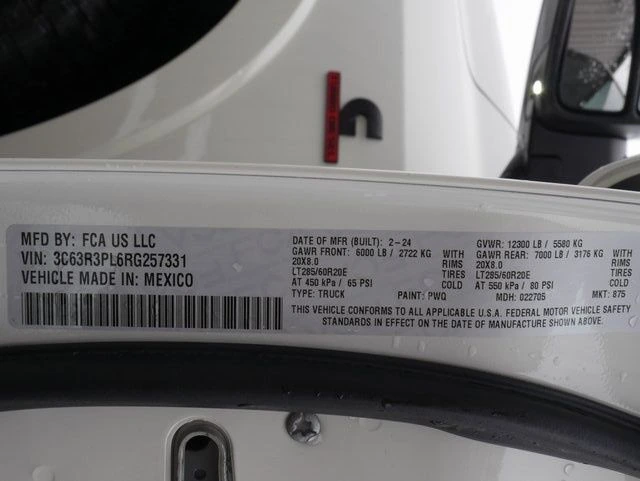 MFD BY: FCA US LLC
VIN: 3C63R3PL6RG257331
VEHICLE MADE IN: MEXICO
DATE OF MFR (BUILT): 2-24
GVWR: 12300 LB / 5580 KG
GAWR FRONT: 6000 LB / 2722 KG WITH
GAWR REAR: 7000 LB / 3176 KG WITH
20X8.0 RIMS
20X8.0 RIMS
LT285/60R20E TIRES
LT285/60R20E TIRES
AT 450 kPa / 65 PSI COLD
AT 550 kPa / 80 PSI COLD
TYPE: TRUCK PAINT: PWQ MDH: 022705 MKT: 875
THIS VEHICLE CONFORMS TO ALL APPLICABLE U.S.A. FEDERAL MOTOR VEHICLE SAFETY
STANDARDS IN EFFECT ON THE DATE OF MANUFACTURE SHOWN ABOVE.